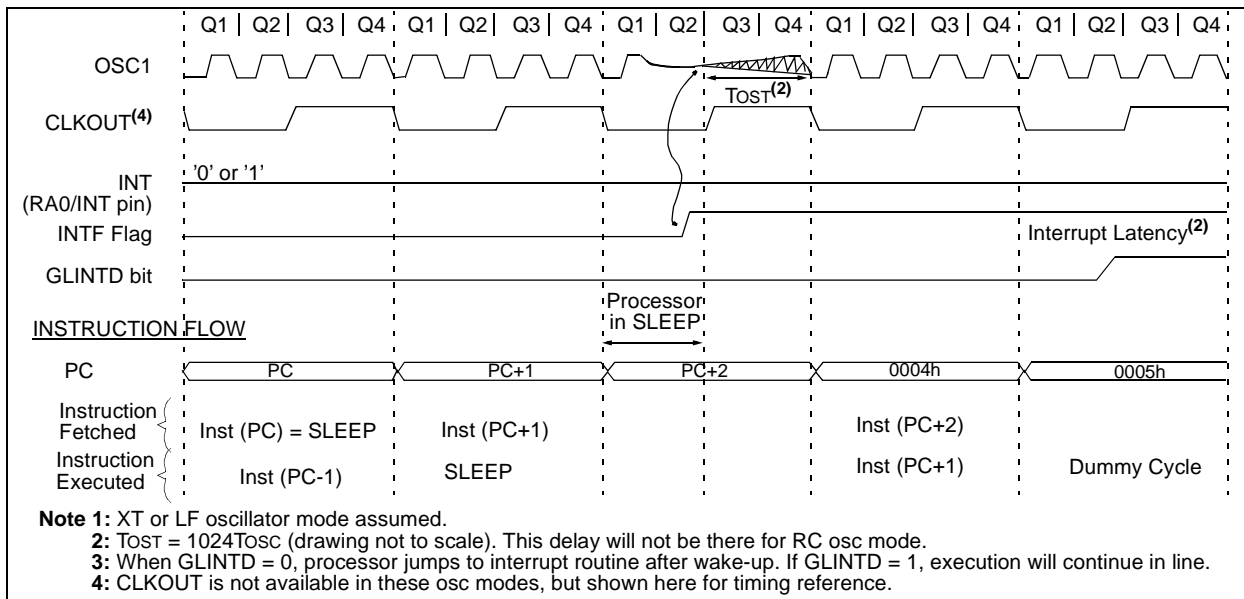 Q1 Q2 Q3 Q4 Q1 Q2 Q3 Q4 Q1 Q2 Q3 Q4 Q1 Q2 Q3 Q4 Q1 Q2 Q3 Q4
OSC1
TOST(2)
CLKOUT(4)
'0' or '1'
INT
(RA0/INT pin)
INTF Flag
Interrupt Latency(2)
GLINTD bit
Processor
in SLEEP
INSTRUCTION FLOW
PC PC PC+1 PC+2 0004h 0005h
Instruction
Fetched
Inst (PC) = SLEEP Inst (PC+1) Inst (PC+2)
Instruction
Executed
Inst (PC-1) SLEEP Inst (PC+1) Dummy Cycle
Note 1: XT or LF oscillator mode assumed.
2: TOST = 1024TOSC (drawing not to scale). This delay will not be there for RC osc mode.
3: When GLINTD = 0, processor jumps to interrupt routine after wake-up. If GLINTD = 1, execution will continue in line.
4: CLKOUT is not available in these osc modes, but shown here for timing reference.